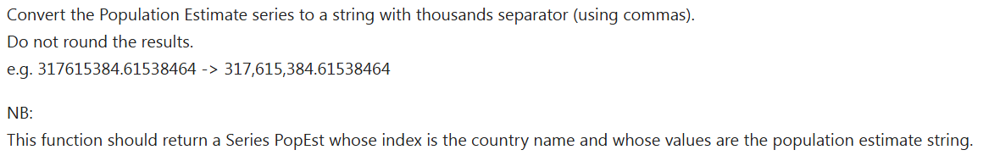 Convert the Population Estimate series to a string with thousands separator (using commas).
Do not round the results.
e.g. 317615384.61538464 -> 317,615,384.61538464
NB:
This function should return a Series PopEst whose index is the country name and whose values are the population estimate string.